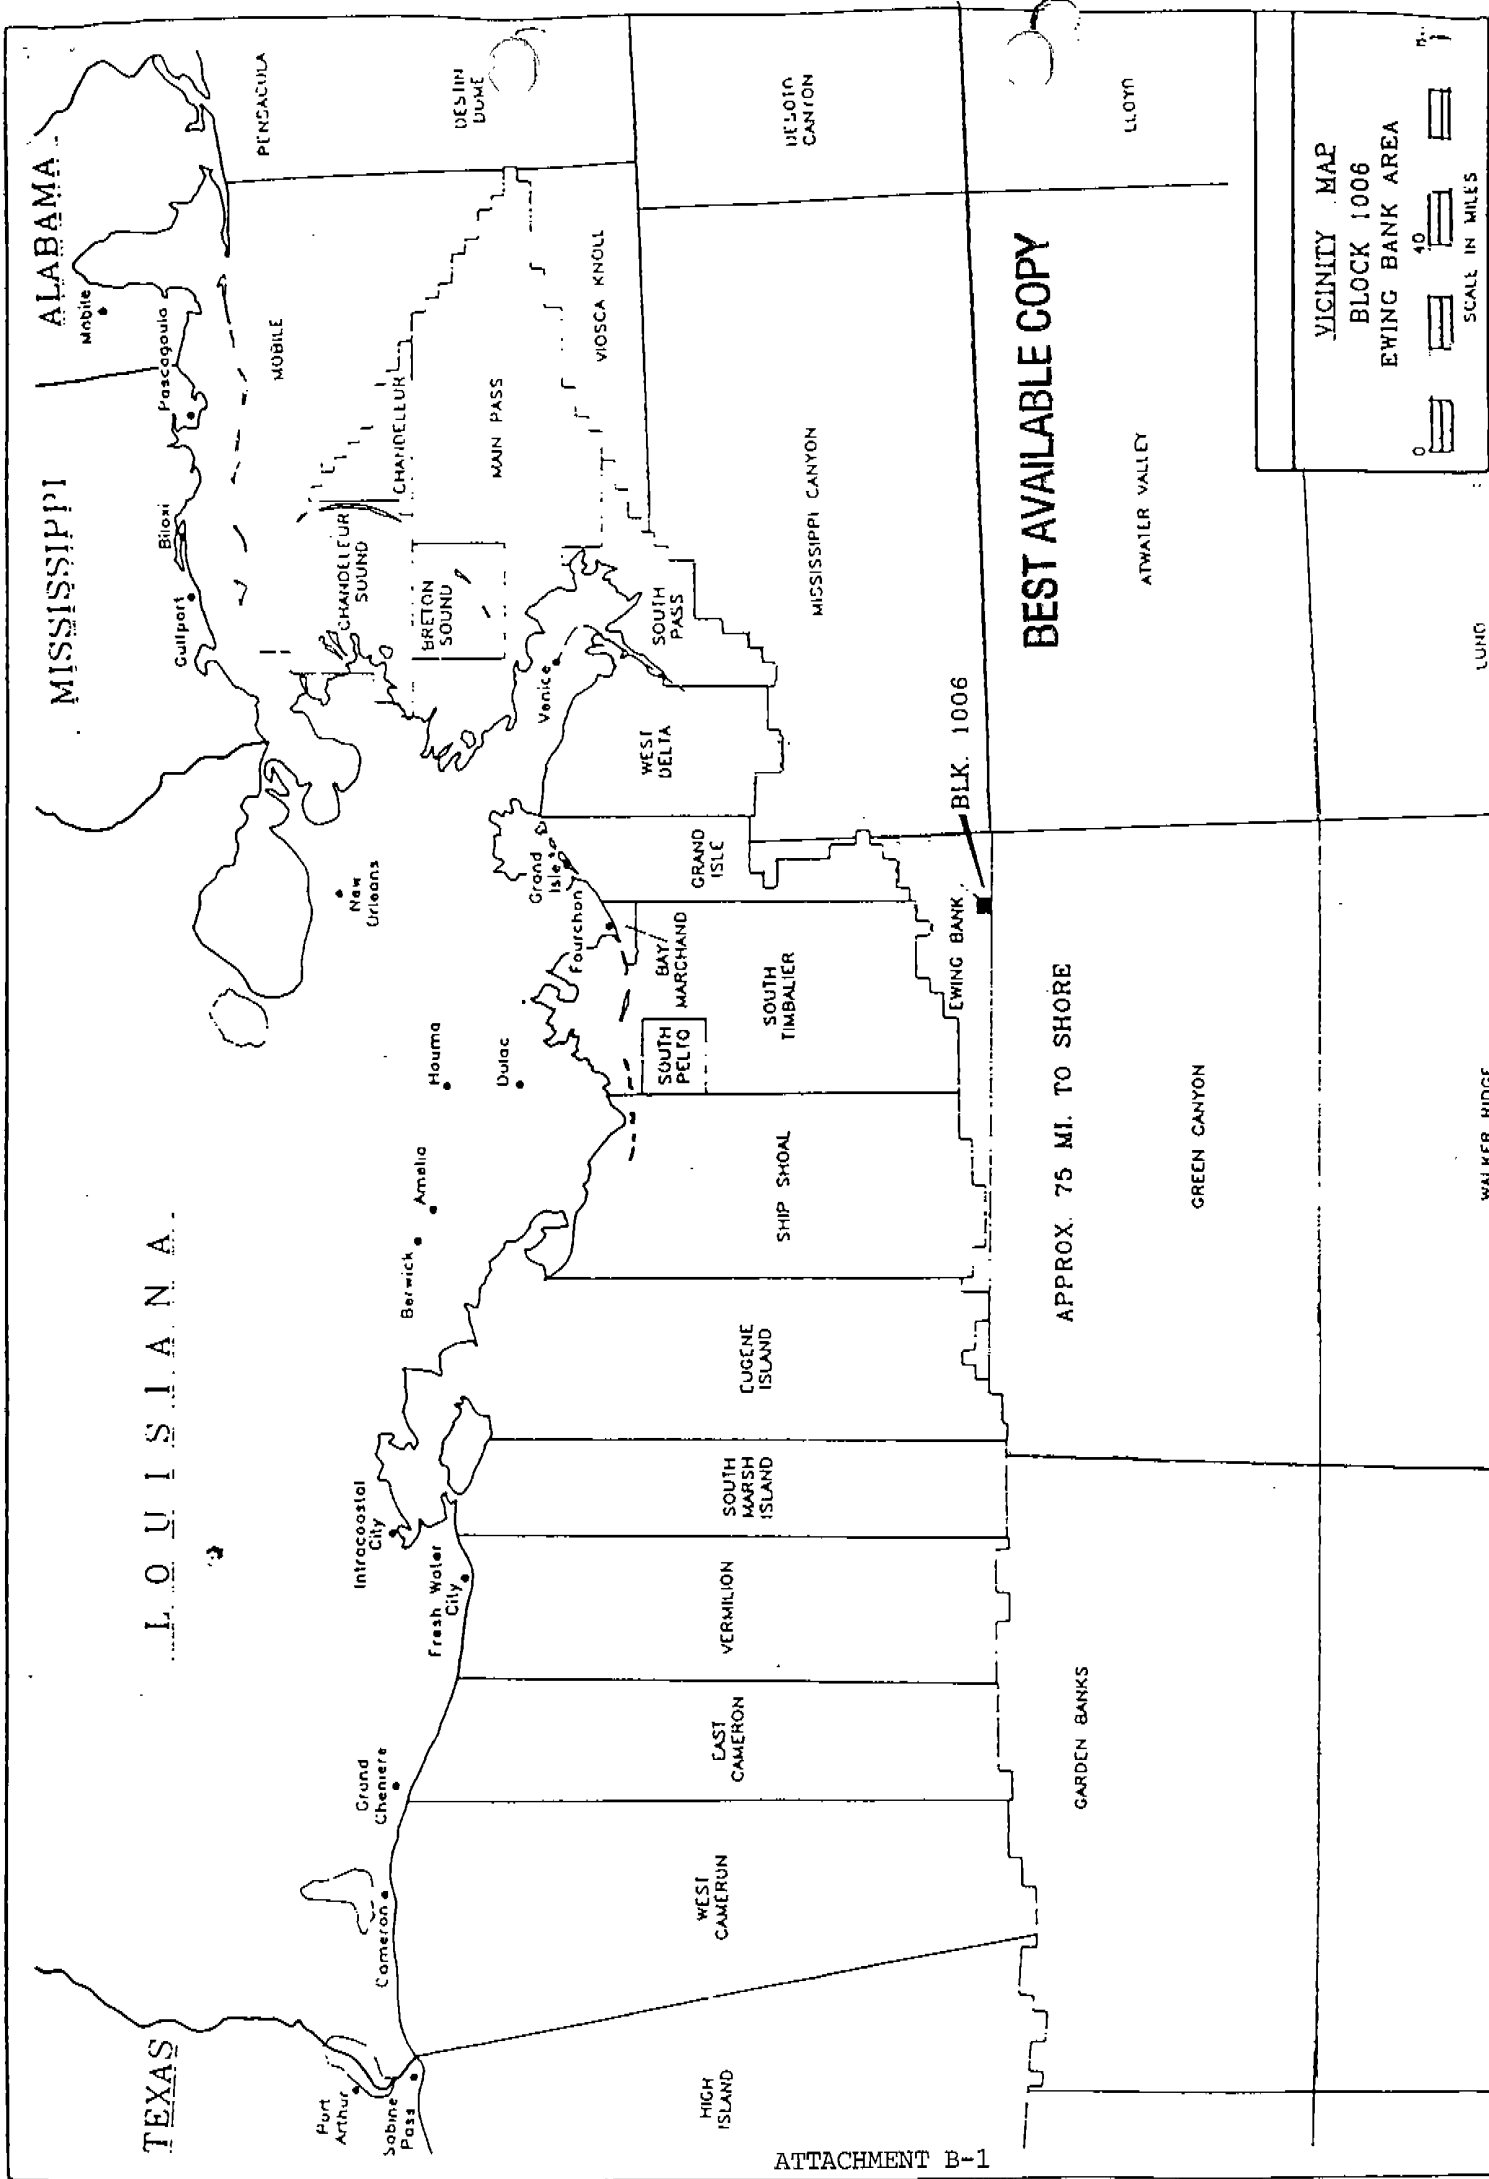 TEXAS
LOUISIANA
MISSISSIPPI
ALABAMA
Port
Arthur
Sabine
Pass
Cameron
Grand
Cheniere
Fresh Water
City
Intracoastal
City
Berwick
Amelia
Houma
Dulac
New
Orleans
Fourchon
Grand
Isle
Venice
Gulfport
Biloxi
Pascagoula
Mobile
HIGH
ISLAND
WEST
CAMERON
EAST
CAMERON
VERMILION
SOUTH
MARSH
ISLAND
EUGENE
ISLAND
SHIP SHOAL
SOUTH
PELTO
BAY
MARCHAND
SOUTH
TIMBALIER
GRAND
ISLE
WEST
DELTA
SOUTH
PASS
BRETON
SOUND
CHANDELEUR
SOUND
CHANDELEUR
MAIN PASS
MOBILE
VIOSCA KNOLL
PENSACOLA
DESTIN
DOME
DESOTO
CANYON
LLOYD
MISSISSIPPI CANYON
EWING BANK
BLK. 1006
BEST AVAILABLE COPY
ATWATER VALLEY
APPROX. 75 MI. TO SHORE
GREEN CANYON
GARDEN BANKS
WALKER RIDGE
LUND
VICINITY MAP
BLOCK 1006
EWING BANK AREA
0 40
SCALE IN MILES
ATTACHMENT B-1